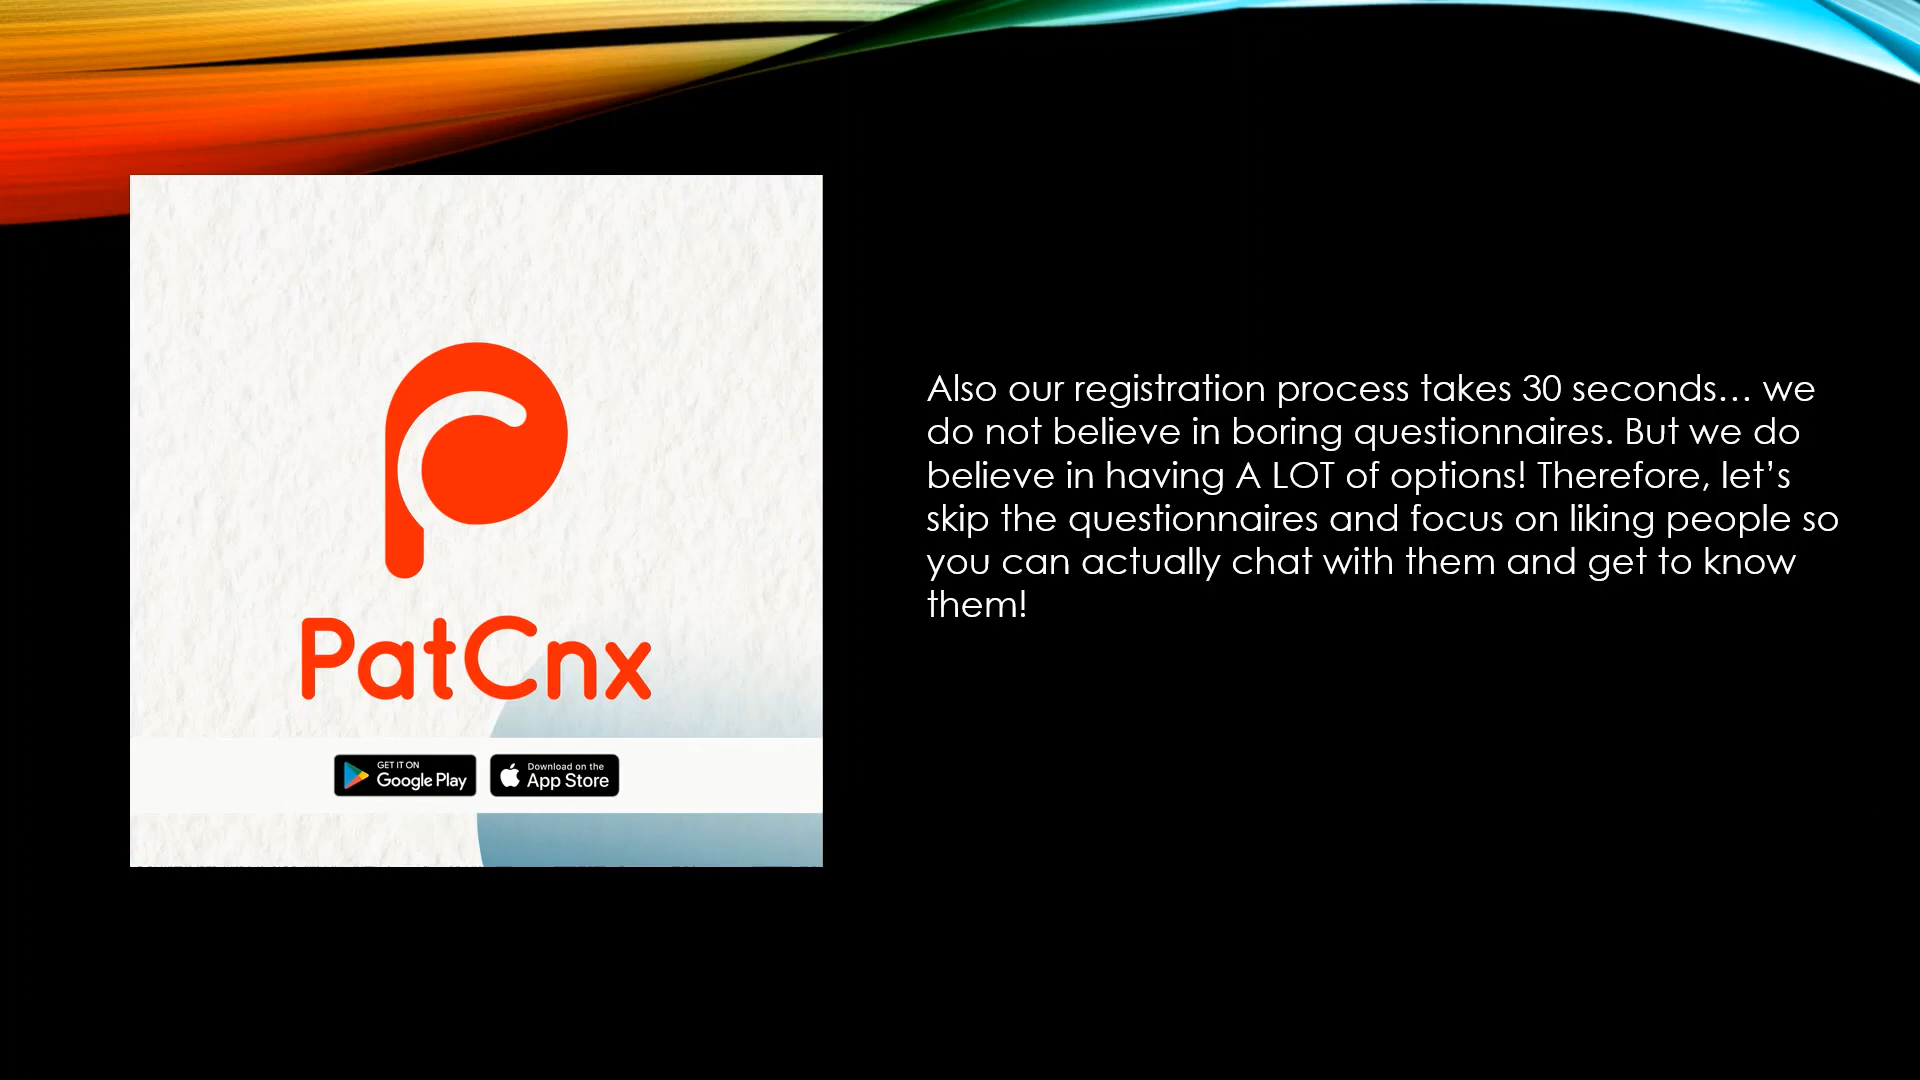 PatCnx
GET IT ON
Google Play
Download on the
App Store
Also our registration process takes 30 seconds… we
do not believe in boring questionnaires. But we do
believe in having A LOT of options! Therefore, let’s
skip the questionnaires and focus on liking people so
you can actually chat with them and get to know
them!